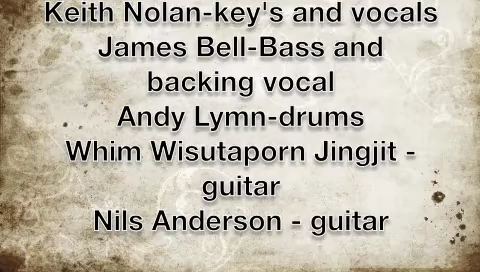 Keith Nolan-key's and vocals
James Bell-Bass and
backing vocal
Andy Lymn-drums
Whim Wisutaporn Jingjit -
guitar
Nils Anderson - guitar